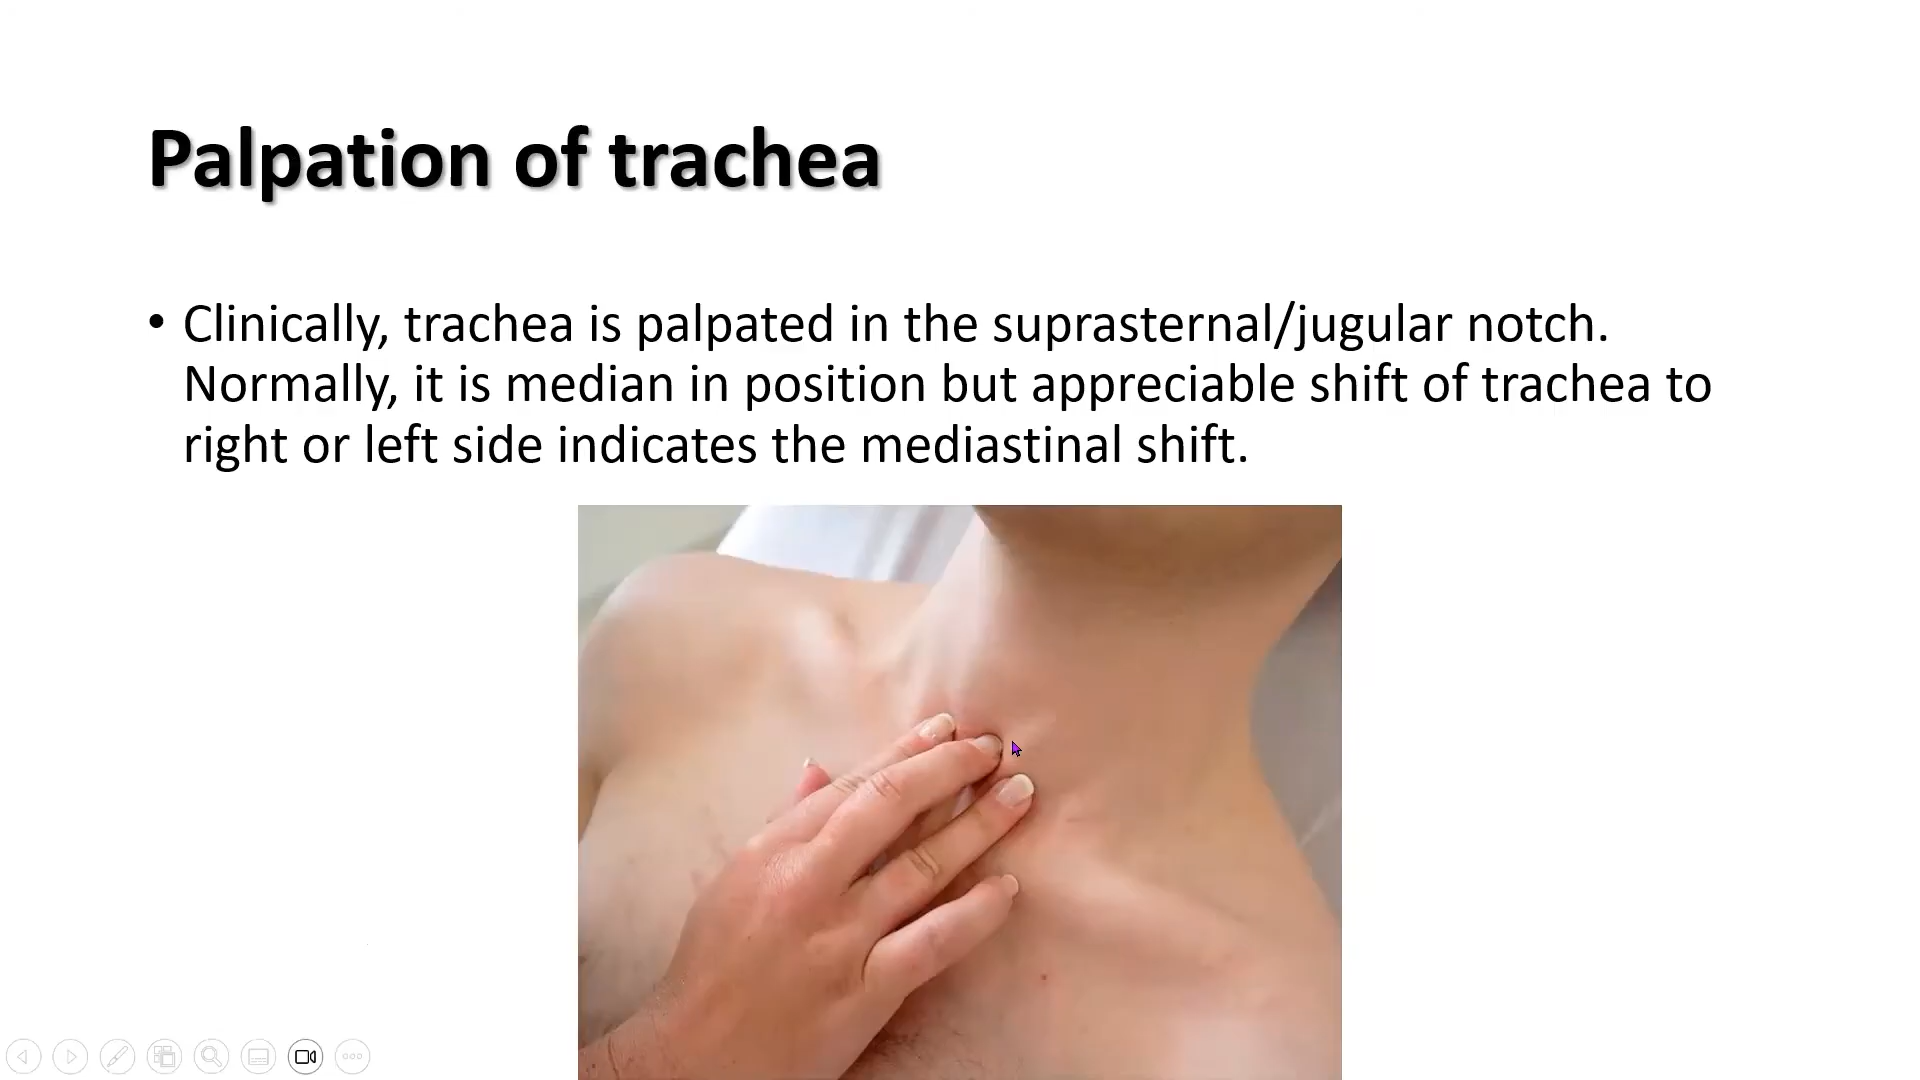 Palpation of trachea
• Clinically, trachea is palpated in the suprasternal/jugular notch.
Normally, it is median in position but appreciable shift of trachea to
right or left side indicates the mediastinal shift.